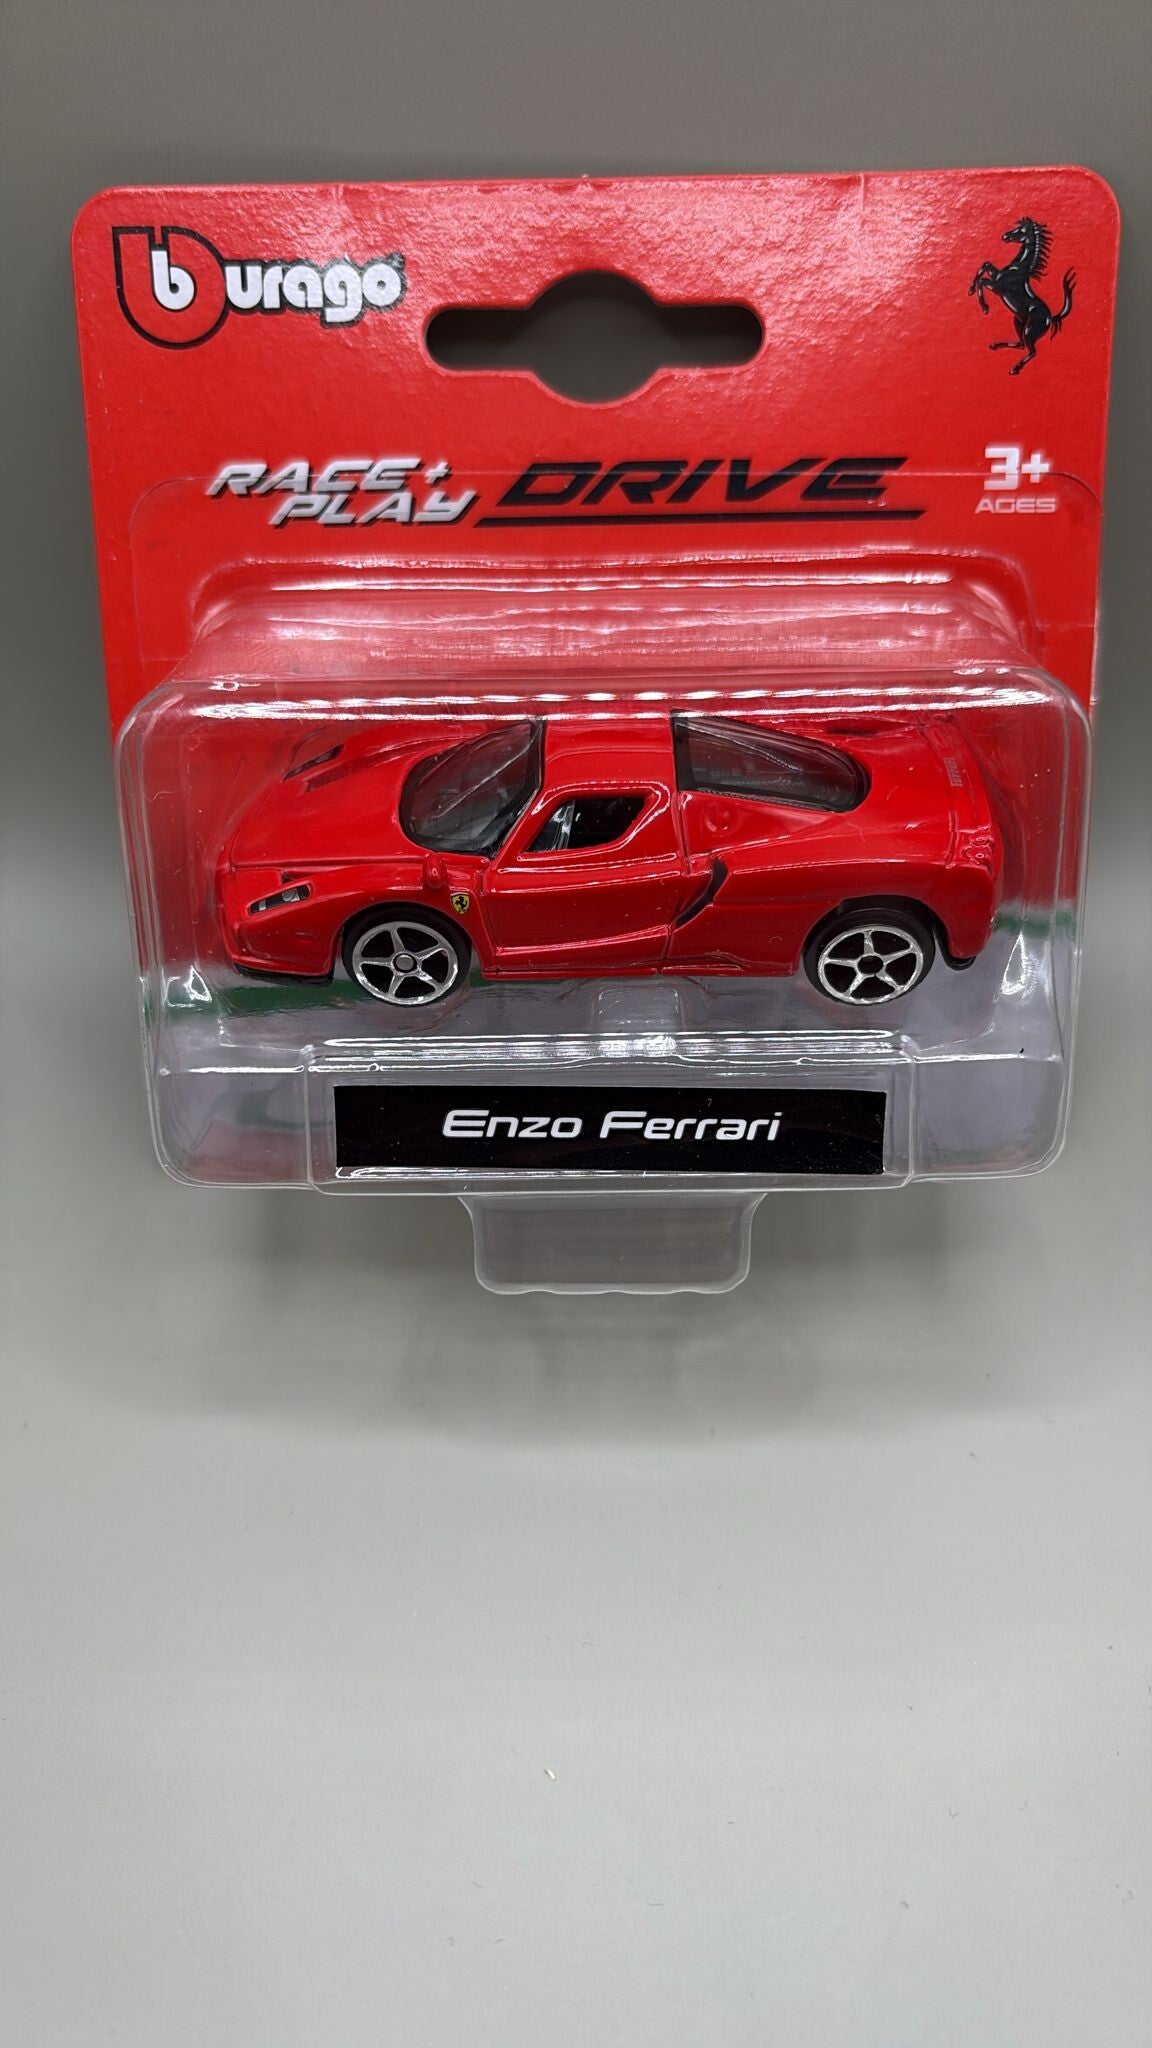 burago
RACE+
PLAY
DRIVE
3+
AGES
Enzo Ferrari